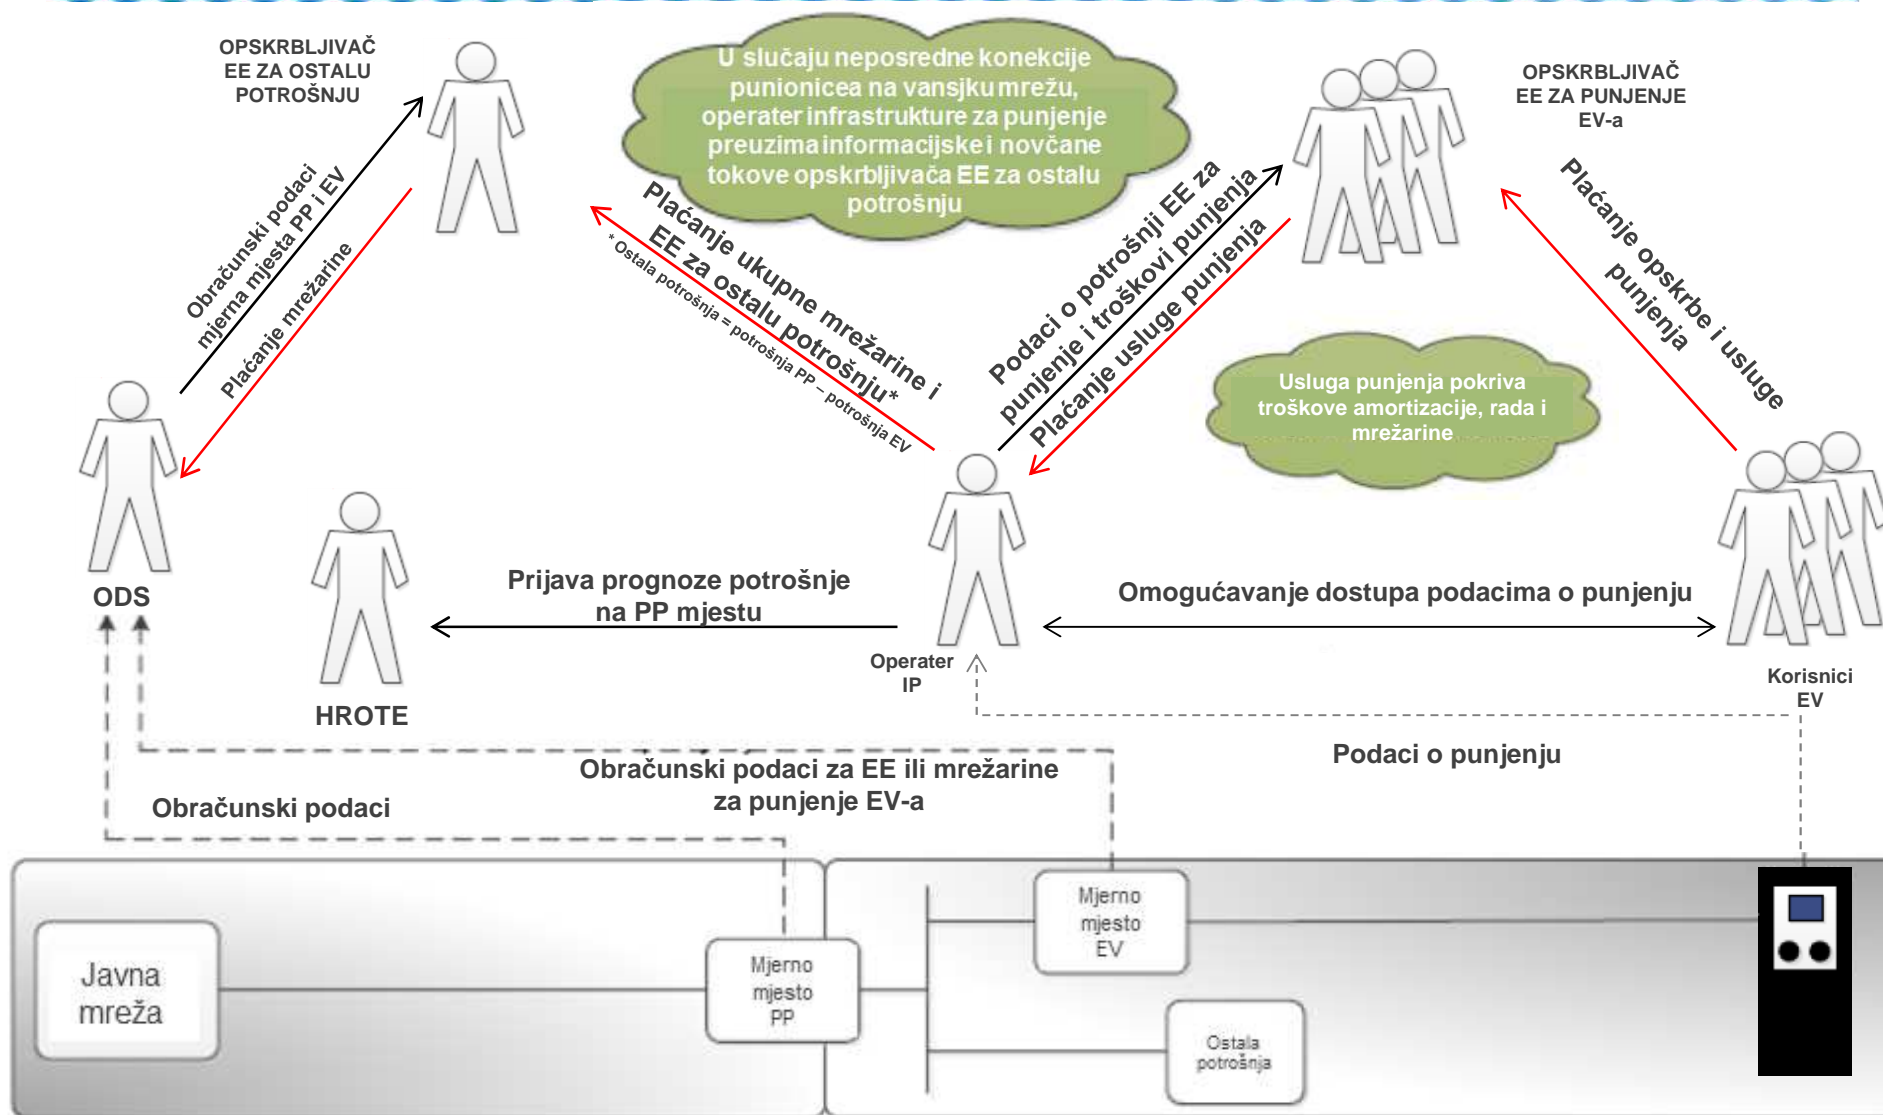 OPSKRBLJIVAČ
EE ZA OSTALU
POTROŠNJU
U slučaju neposredne konekcije
punionicea na vansjku mrežu,
operater infrastrukture za punjenje
preuzima informacijske i novčane
tokove opskrbljivača EE za ostalu
potrošnju
OPSKRBLJIVAČ
EE ZA PUNJENJE
EV-a
Obračunski podaci
mjerna mjesta PP i EV
Plaćanje mrežarine
Plaćanje ukupne mrežarine i
EE za ostalu potrošnju*
* Ostala potrošnja = potrošnja PP – potrošnja EV
Podaci o potrošnji EE za
punjenje i troškovi punjenja
Plaćanje usluge punjenja
Plaćanje opskrbe i usluge
punjenja
Usluga punjenja pokriva
troškove amortizacije, rada i
mrežarine
ODS
Prijava prognoze potrošnje
na PP mjestu
Omogućavanje dostupa podacima o punjenju
HROTE
Operater
IP
Korisnici
EV
Obračunski podaci za EE ili mrežarine
za punjenje EV-a
Podaci o punjenju
Obračunski podaci
Javna
mreža
Mjerno
mjesto
PP
Mjerno
mjesto
EV
Ostala
potrošnja